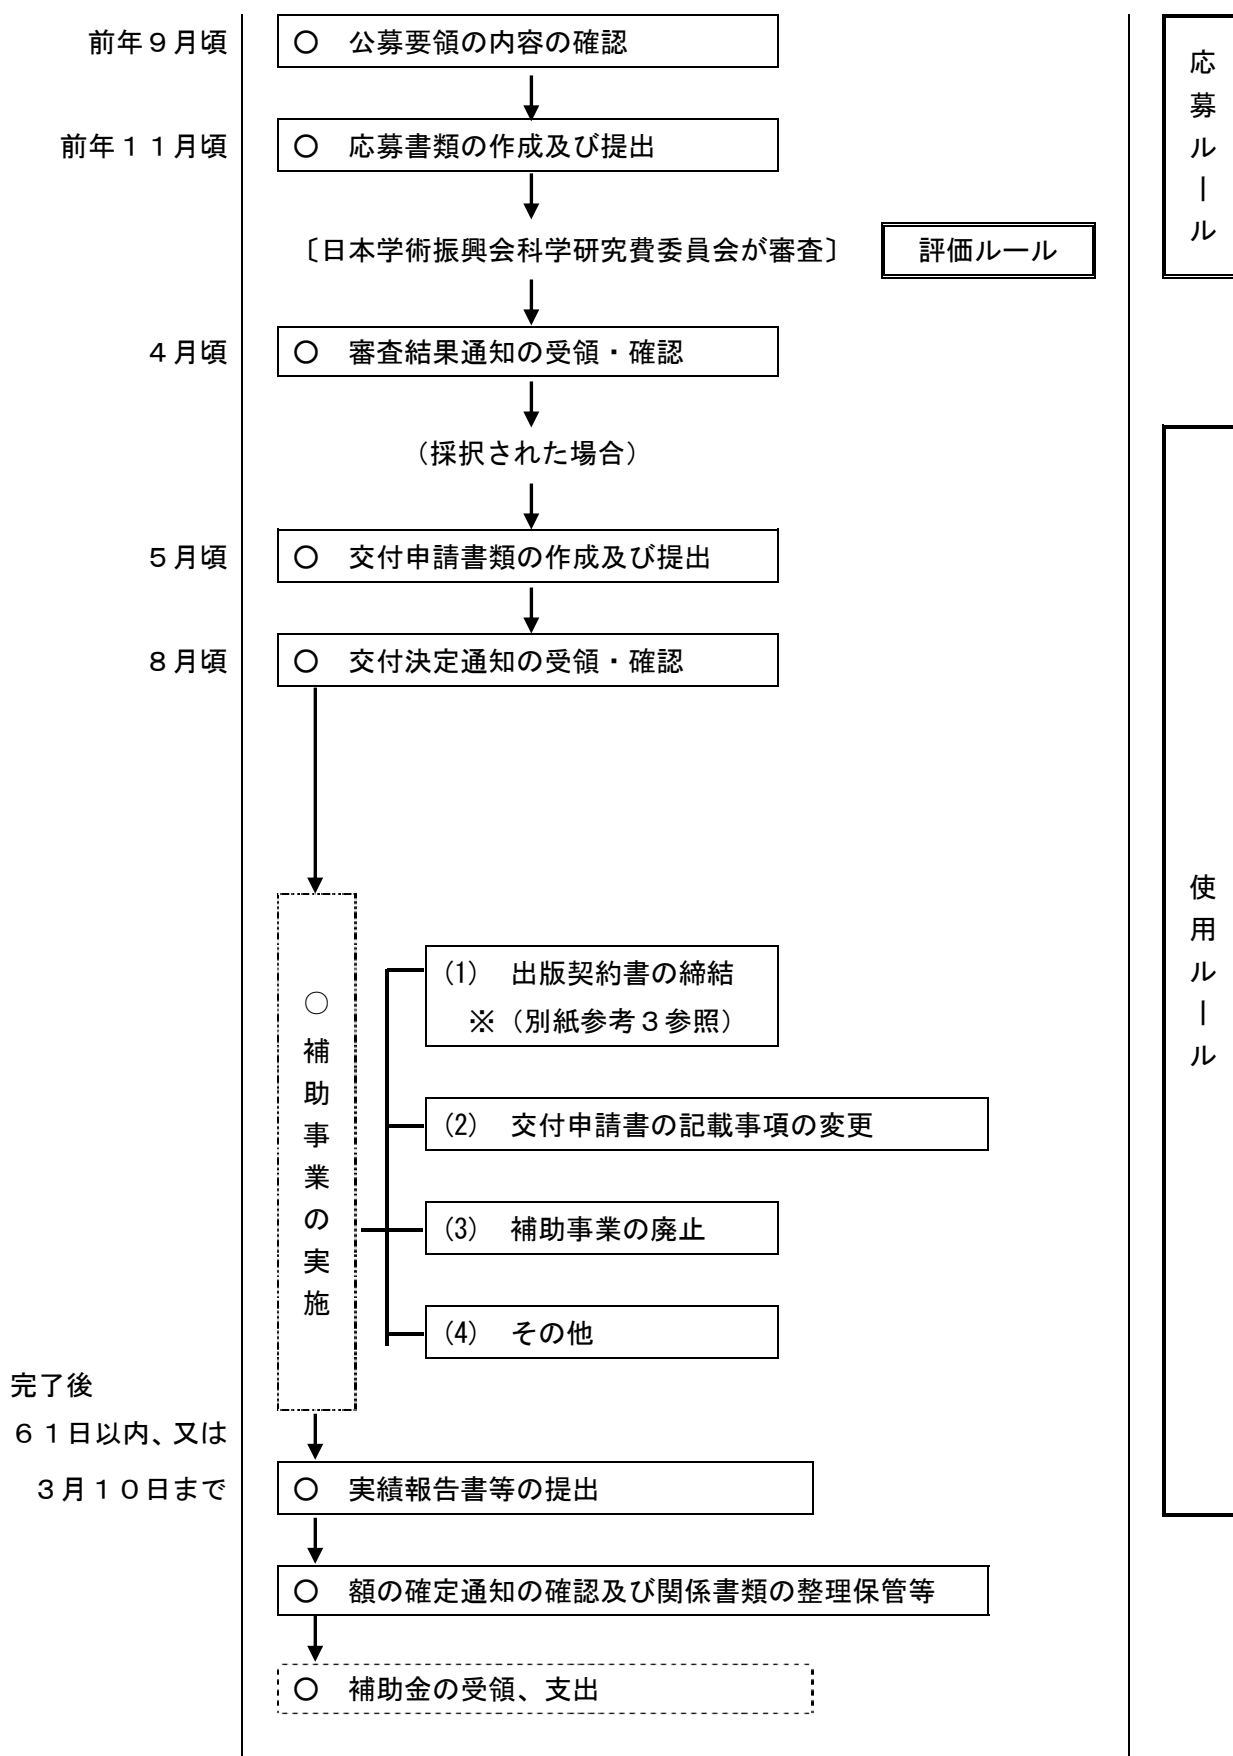 前年９月頃
○　公募要領の内容の確認
前年１１月頃
○　応募書類の作成及び提出
〔日本学術振興会科学研究費委員会が審査〕
評価ルール
４月頃
○　審査結果通知の受領・確認
（採択された場合）
５月頃
○　交付申請書類の作成及び提出
８月頃
○　交付決定通知の受領・確認
○補助事業の実施
(1)　出版契約書の締結
※（別紙参考３参照）
(2)　交付申請書の記載事項の変更
(3)　補助事業の廃止
(4)　その他
完了後
６１日以内、又は
３月１０日まで
○　実績報告書等の提出
○　額の確定通知の確認及び関係書類の整理保管等
○　補助金の受領、支出
応募ルール
使用ルール